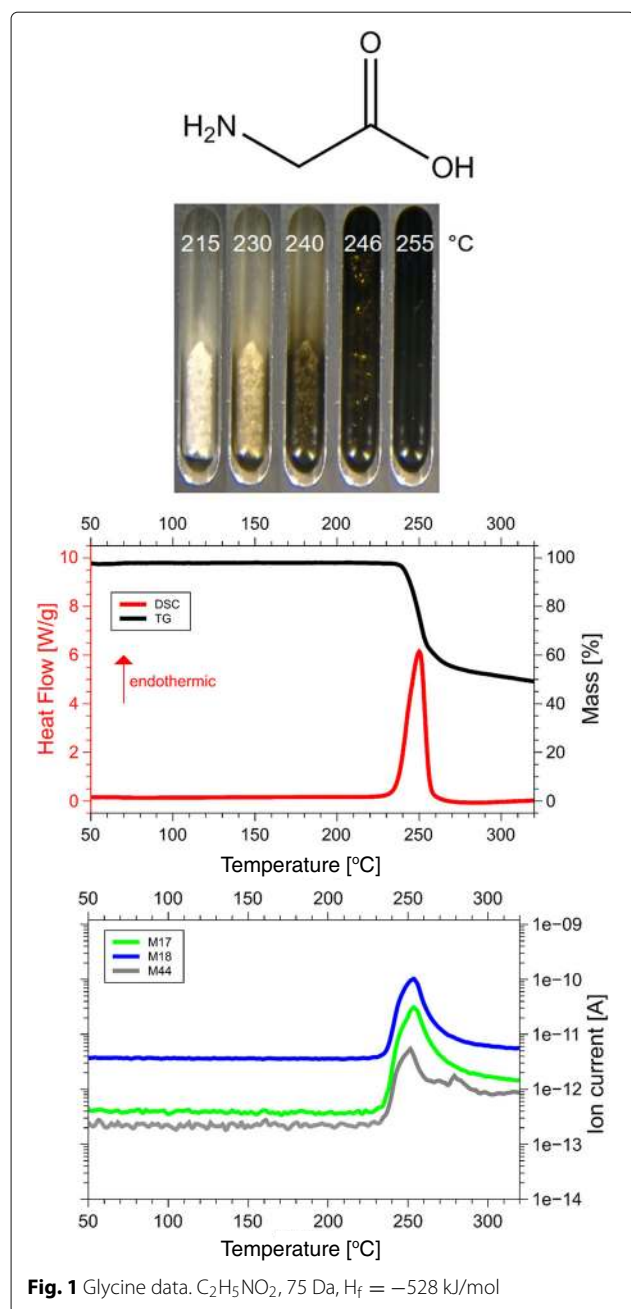 O
H₂N
OH
215 230 240 246 255 °C
50 100 150 200 250 300
10 100
8 80
6 60
4 40
2 20
0 0
Heat Flow [W/g]
Mass [%]
DSC
TG
endothermic
50 100 150 200 250 300
Temperature [ºC]
50 100 150 200 250 300
M17
M18
M44
1e-09
1e-10
1e-11
1e-12
1e-13
1e-14
Ion current [A]
50 100 150 200 250 300
Temperature [ºC]
Fig. 1 Glycine data. C₂H₅NO₂, 75 Da, H_f = −528 kJ/mol